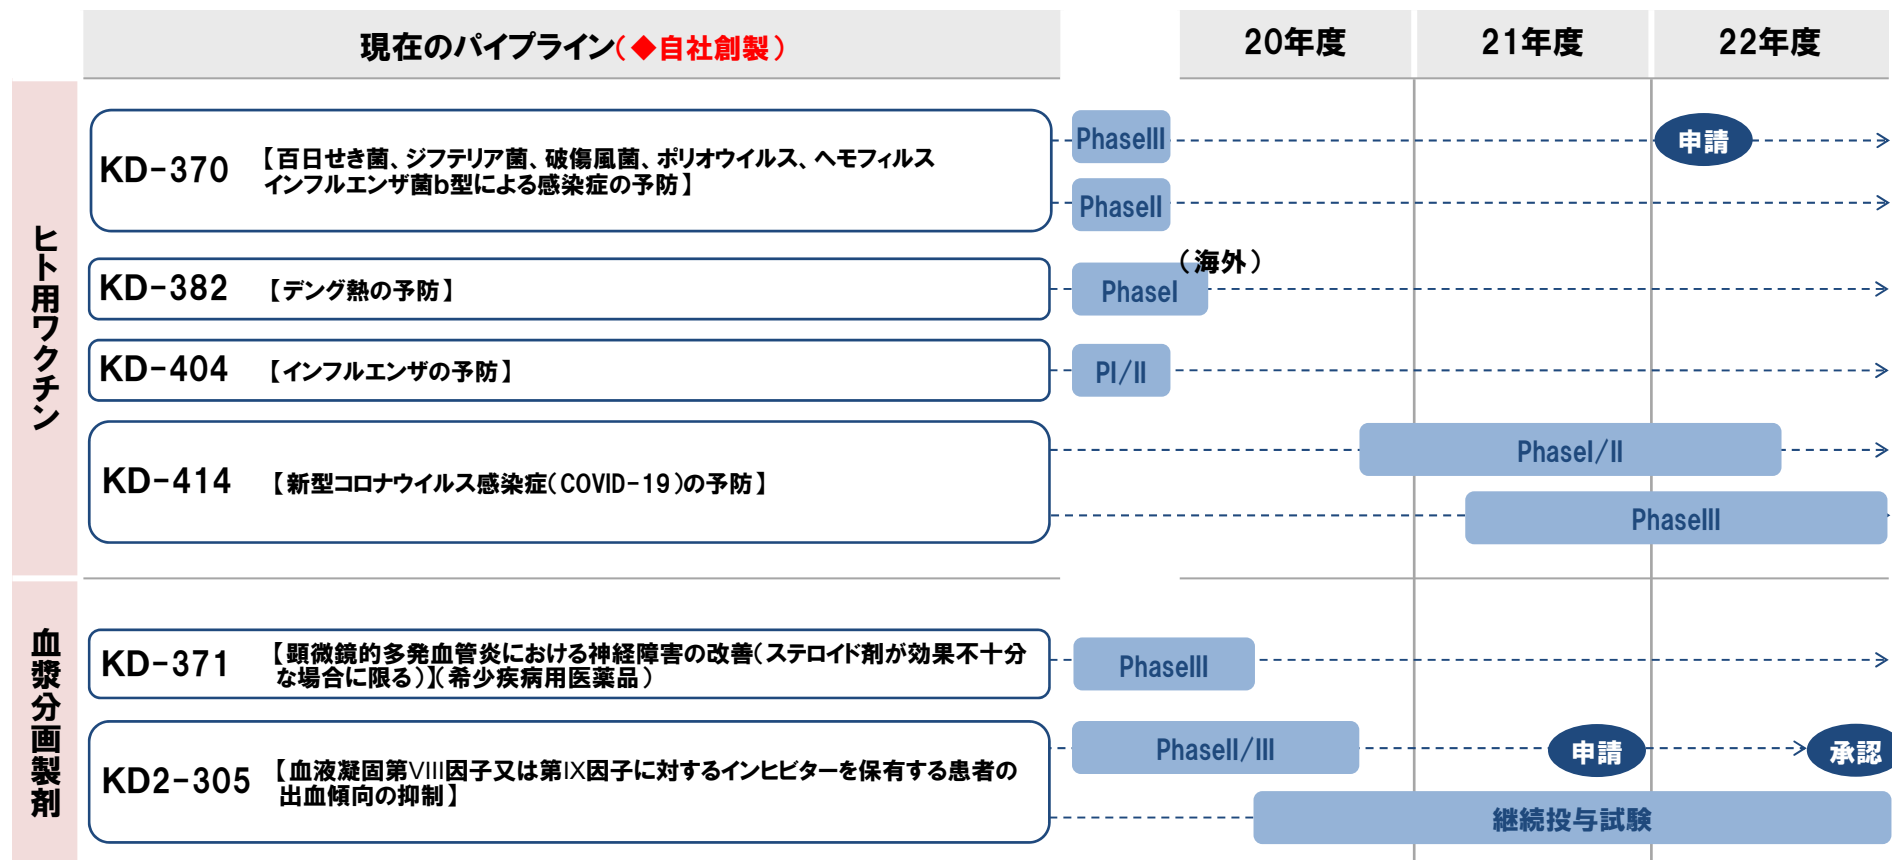 現在のパイプライン(◆自社創製)
20年度
21年度
22年度
ヒト用ワクチン
KD-370
【百日せき菌、ジフテリア菌、破傷風菌、ポリオウイルス、ヘモフィルス
インフルエンザ菌b型による感染症の予防】
PhaseIII
申請
PhaseII
KD-382
【デング熱の予防】
(海外)
PhaseI
KD-404
【インフルエンザの予防】
PI/II
KD-414
【新型コロナウイルス感染症(COVID-19)の予防】
PhaseI/II
PhaseIII
血漿分画製剤
KD-371
【顕微鏡的多発血管炎における神経障害の改善(ステロイド剤が効果不十分
な場合に限る)】(希少疾病用医薬品)
PhaseIII
KD2-305
【血液凝固第VIII因子又は第IX因子に対するインヒビターを保有する患者の
出血傾向の抑制】
PhaseII/III
申請
承認
継続投与試験